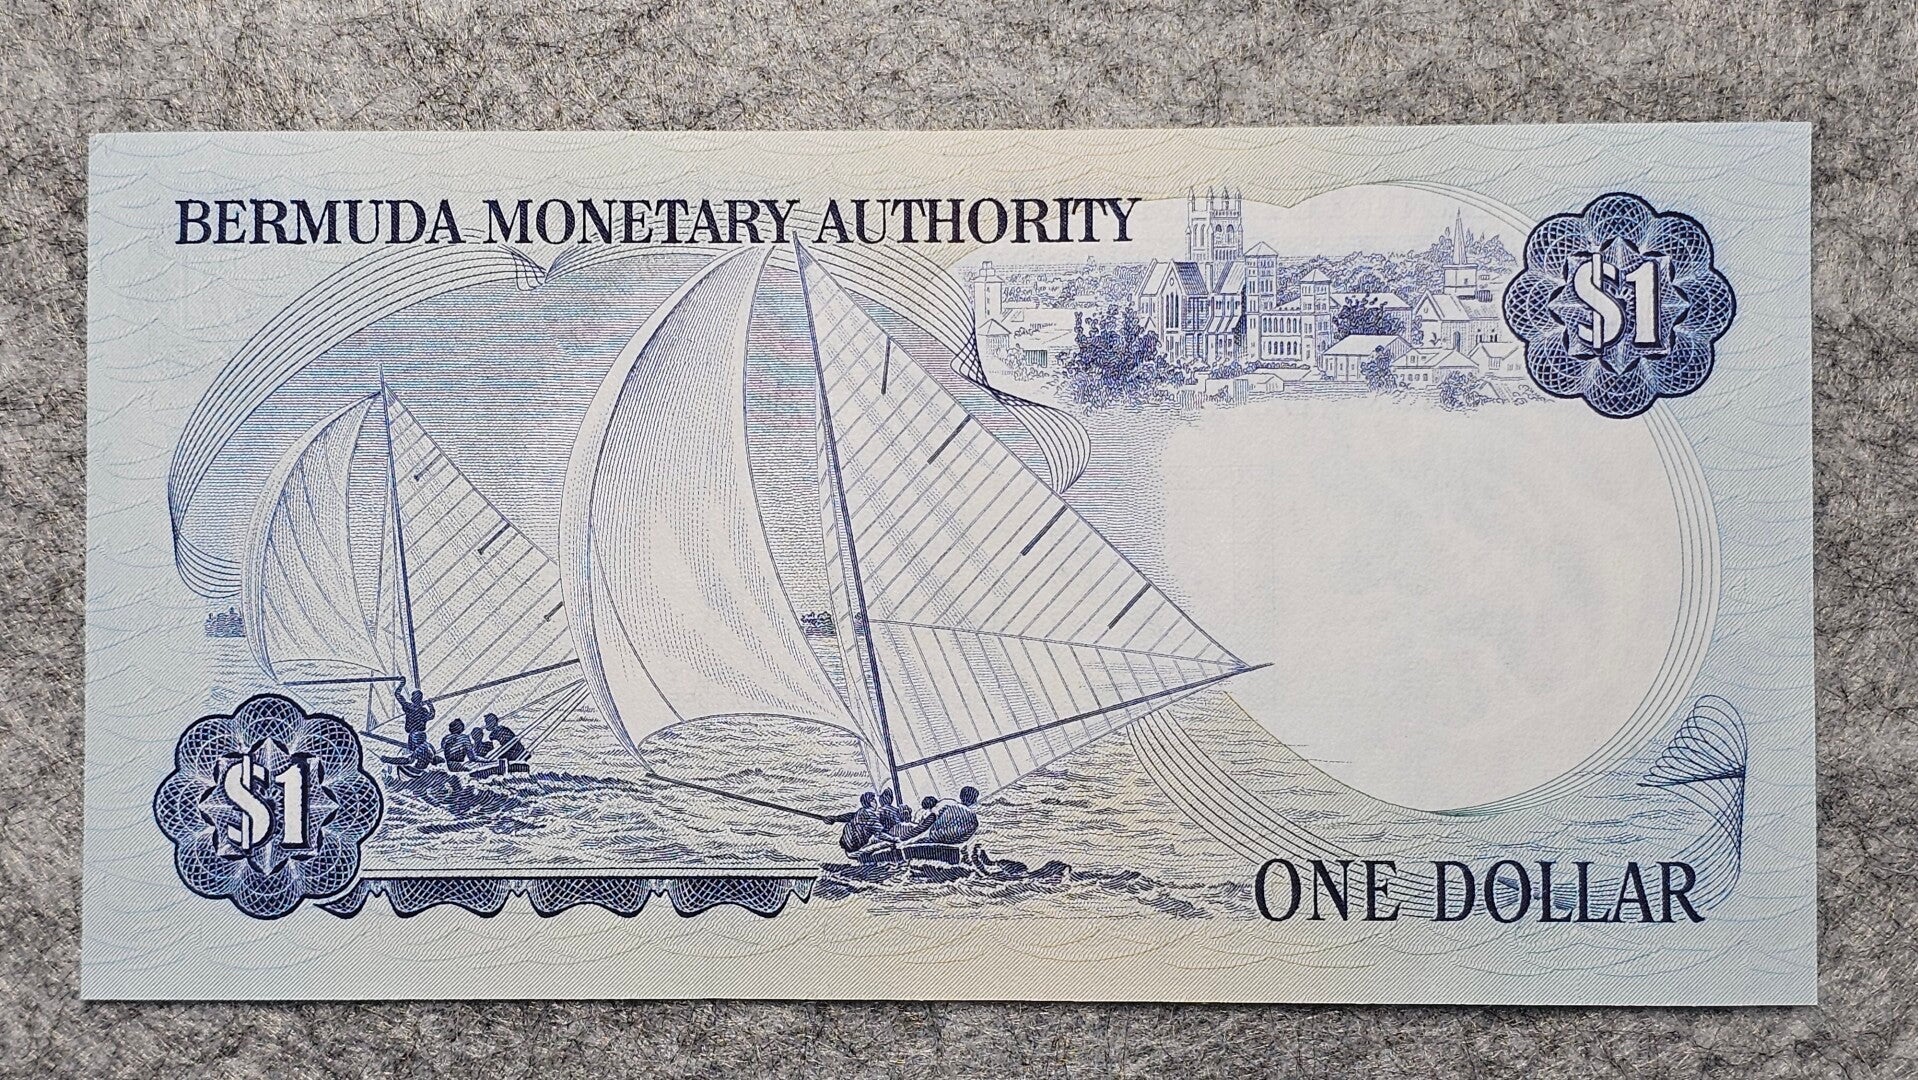 BERMUDA MONETARY AUTHORITY
$1
$1
ONE DOLLAR